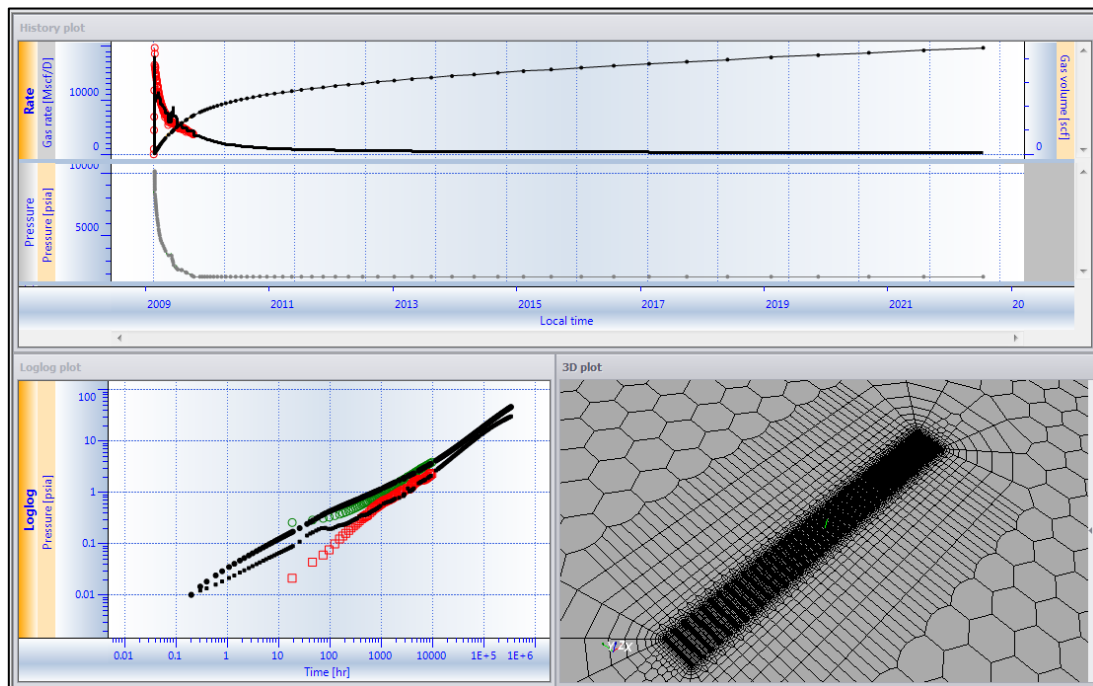 History plot
Rate
Gas rate [Mscf/D]
10000
0
0
Gas volume [scf]
Pressure
Pressure [psia]
10000
5000
2009
2011
2013
2015
2017
2019
2021
20
Local time
Loglog plot
Loglog
Pressure [psia]
100
10
1
0.1
0.01
0.01
0.1
1
10
100
1000
10000
1E+5
1E+6
Time [hr]
3D plot